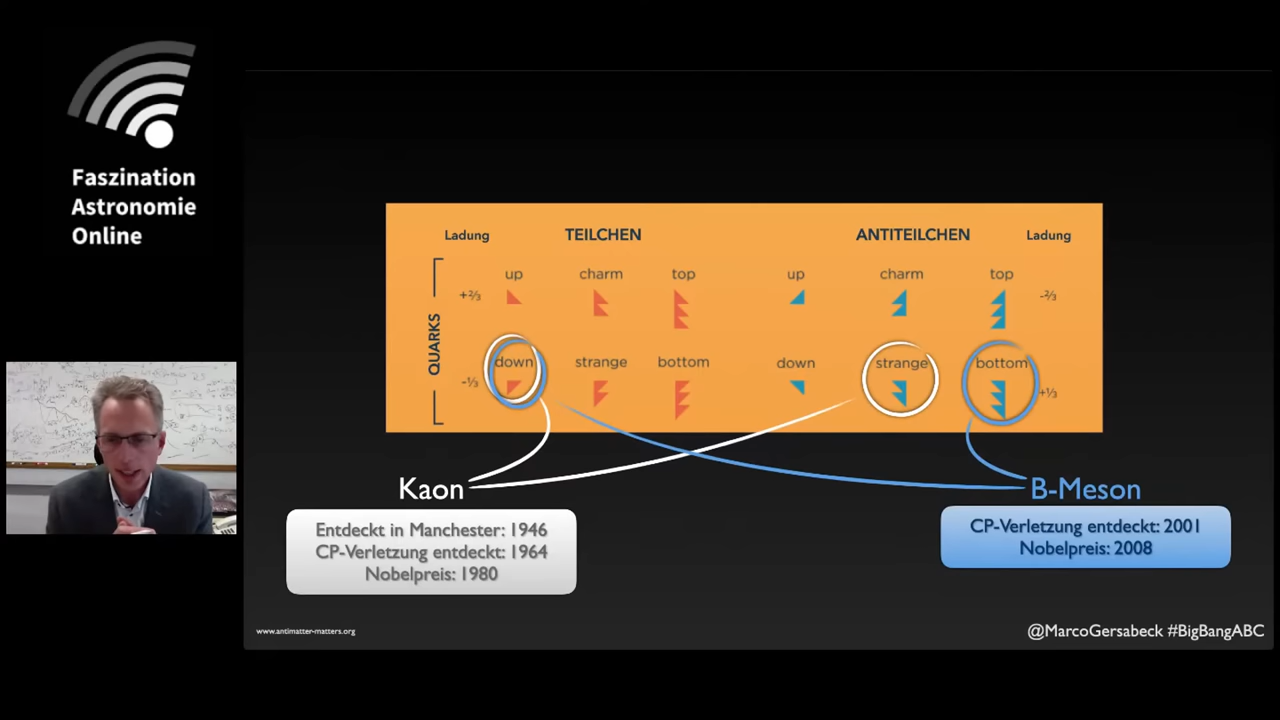 Faszination
Astronomie
Online
Ladung TEILCHEN ANTITEILCHEN Ladung
up charm top up charm top
+⅔ -⅔
QUARKS
down strange bottom down strange bottom
-⅓ +⅓
Kaon
Entdeckt in Manchester: 1946
CP-Verletzung entdeckt: 1964
Nobelpreis: 1980
B-Meson
CP-Verletzung entdeckt: 2001
Nobelpreis: 2008
www.antimatter-matters.org
@MarcoGersabeck #BigBangABC